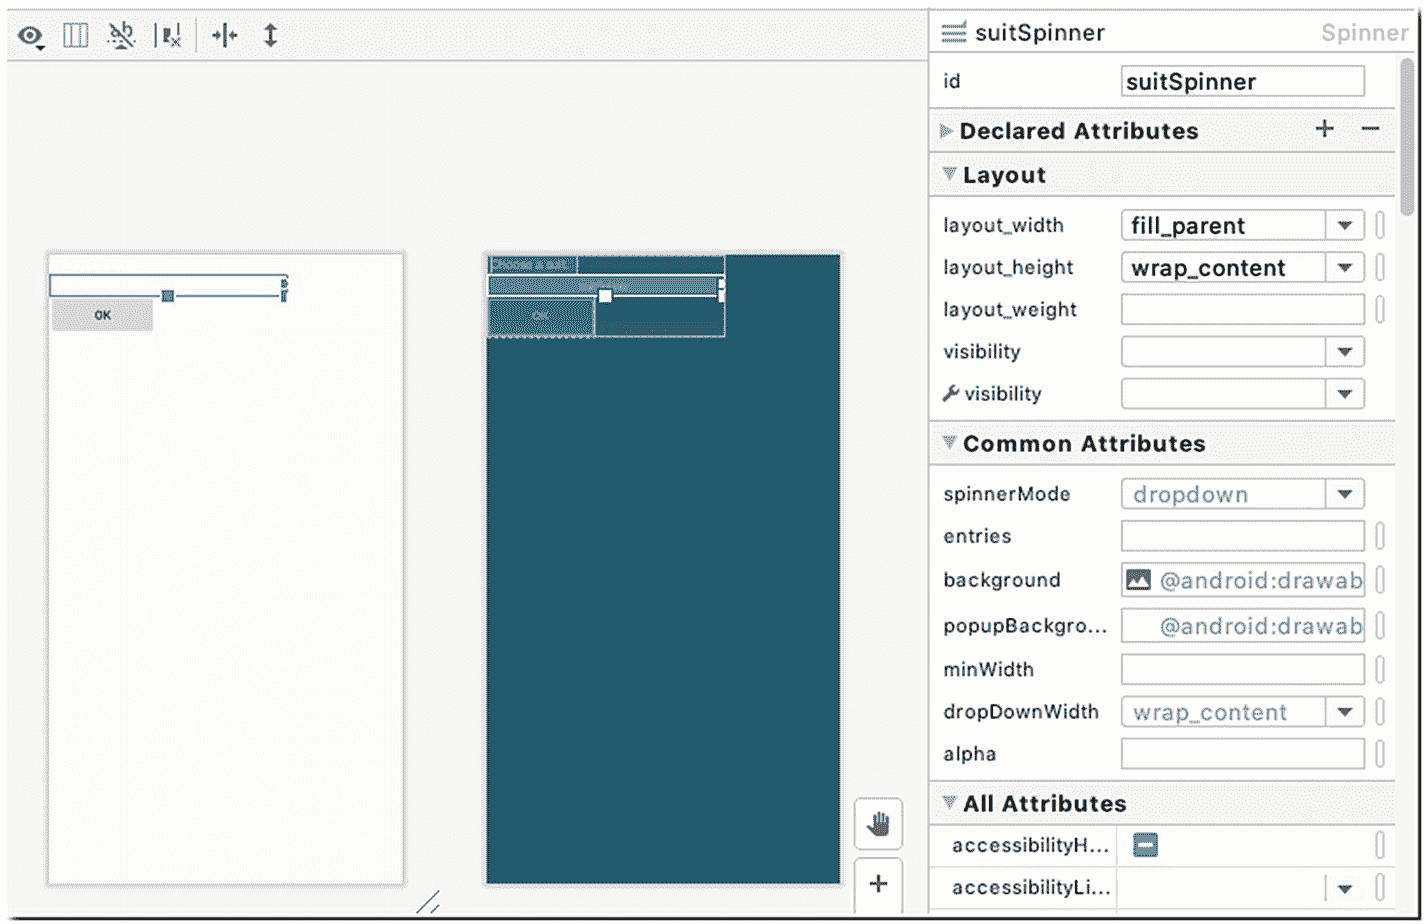 suitSpinner Spinner
id suitSpinner
Declared Attributes
Layout
layout_width fill_parent
layout_height wrap_content
layout_weight
visibility
visibility
Common Attributes
spinnerMode dropdown
entries
background @android:drawab
popupBackgro... @android:drawab
minWidth
dropDownWidth wrap_content
alpha
All Attributes
accessibilityH...
accessibilityLi...
OK
Choose a suit.
OK